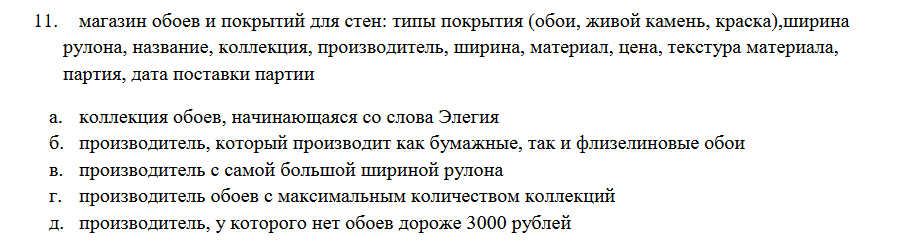 11. магазин обоев и покрытий для стен: типы покрытия (обои, живой камень, краска),ширина
рулона, название, коллекция, производитель, ширина, материал, цена, текстура материала,
партия, дата поставки партии
а. коллекция обоев, начинающаяся со слова Элегия
б. производитель, который производит как бумажные, так и флизелиновые обои
в. производитель с самой большой шириной рулона
г. производитель обоев с максимальным количеством коллекций
д. производитель, у которого нет обоев дороже 3000 рублей